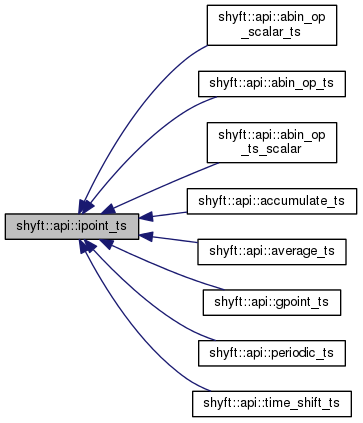 shyft::api::abin_op
_scalar_ts
shyft::api::abin_op_ts
shyft::api::abin_op
_ts_scalar
shyft::api::accumulate_ts
shyft::api::ipoint_ts
shyft::api::average_ts
shyft::api::gpoint_ts
shyft::api::periodic_ts
shyft::api::time_shift_ts